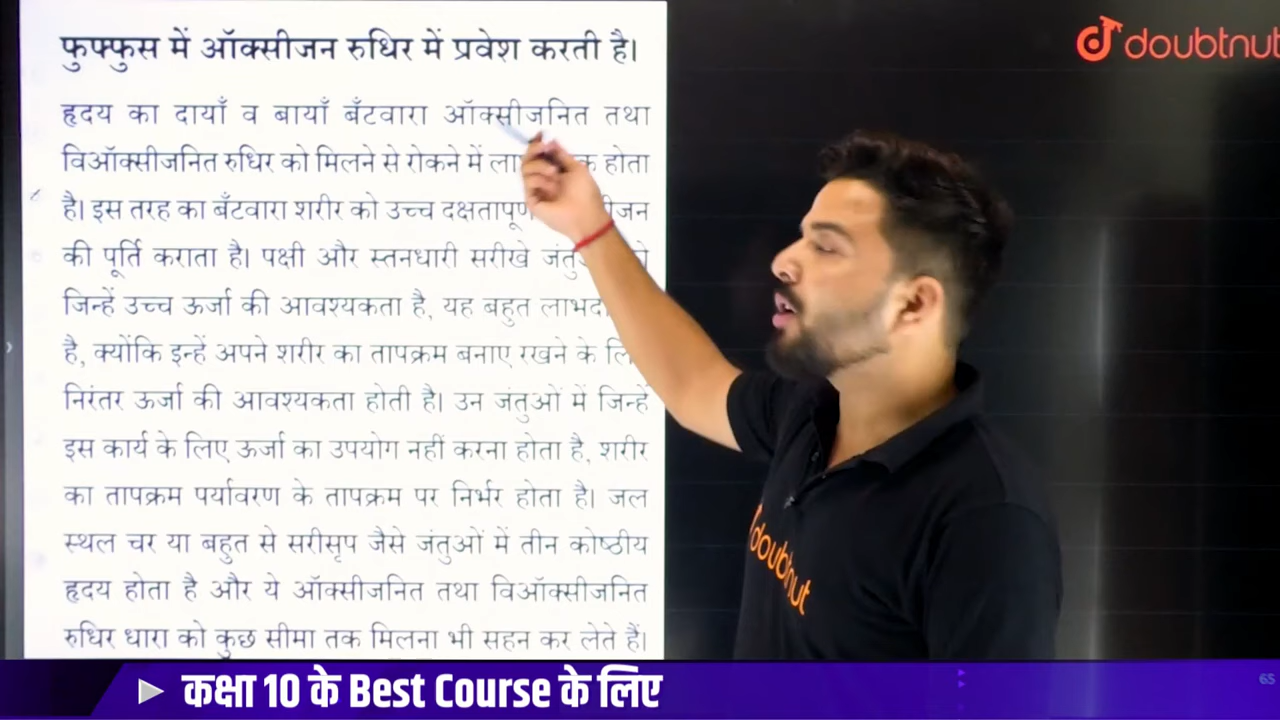 फुफ्फुस में ऑक्सीजन रुधिर में प्रवेश करती है।
doubtnut
हृदय का दायाँ व बायाँ बँटवारा ऑक्सीजनित तथा
विऑक्सीजनित रुधिर को मिलने से रोकने में होता
है। इस तरह का बँटवारा शरीर को उच्च दक्षतापूर्ण
की पूर्ति कराता है। पक्षी और स्तनधारी सरीखे
जिन्हें उच्च ऊर्जा की आवश्यकता है, यह बहुत
है, क्योंकि इन्हें अपने शरीर का तापक्रम बनाए रखने के
निरंतर ऊर्जा की आवश्यकता होती है। उन जंतुओं में जिन्हें
इस कार्य के लिए ऊर्जा का उपयोग नहीं करना होता है, शरीर
का तापक्रम पर्यावरण के तापक्रम पर निर्भर होता है। जल
स्थल चर या बहुत से सरीसृप जैसे जंतुओं में तीन कोष्ठीय
हृदय होता है और ये ऑक्सीजनित तथा विऑक्सीजनित
रुधिर धारा को कुछ सीमा तक मिलना भी सहन कर लेते हैं।
doubtnut
कक्षा 10 के Best Course के लिए
65